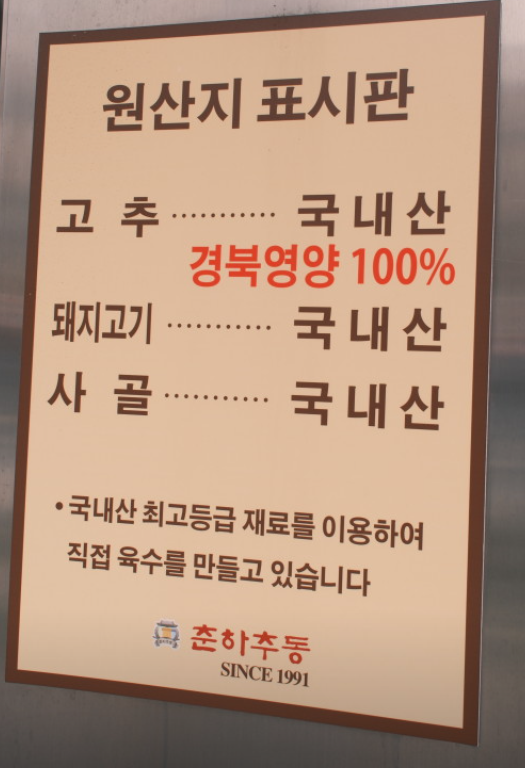 원산지 표시판
고 추 ··········· 국내산
경북영양 100%
돼지고기 ··········· 국내산
사 골 ··········· 국내산
• 국내산 최고등급 재료를 이용하여
직접 육수를 만들고 있습니다
춘하추동
SINCE 1991